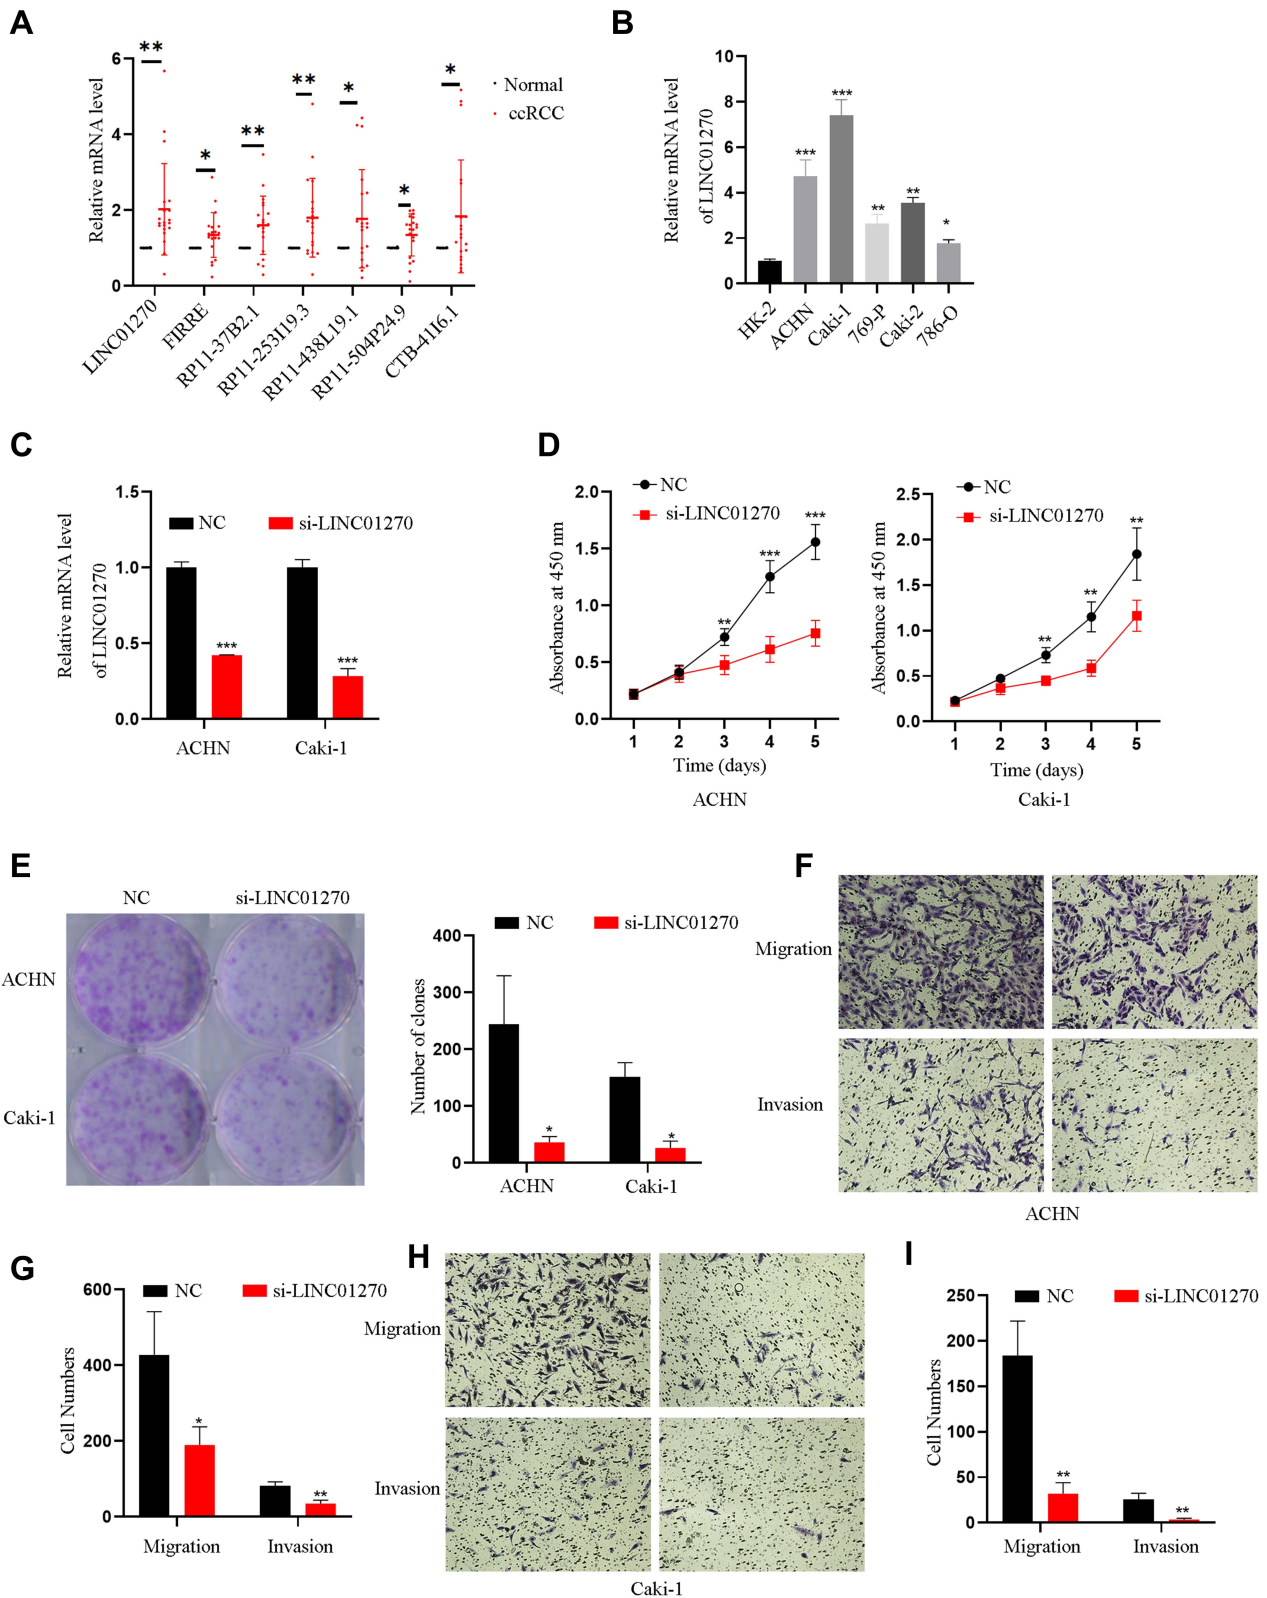 A
Relative mRNA level
6
4
2
0
**
*
**
**
*
*
*
Normal
ccRCC
LINC01270
FIRRE
RP11-37B2.1
RP11-253I19.3
RP11-438L19.1
RP11-504P24.9
CTB-41I6.1
B
Relative mRNA level
of LINC01270
10
8
6
4
2
0
***
***
**
**
*
HK-2
ACHN
Caki-1
769-P
Caki-2
786-O
C
Relative mRNA level
of LINC01270
1.5
1.0
0.5
0.0
NC
si-LINC01270
***
***
ACHN
Caki-1
D
Absorbance at 450 nm
2.0
1.5
1.0
0.5
0.0
NC
si-LINC01270
**
***
***
1 2 3 4 5
Time (days)
ACHN
Absorbance at 450 nm
2.5
2.0
1.5
1.0
0.5
0.0
NC
si-LINC01270
**
**
**
1 2 3 4 5
Time (days)
Caki-1
E
NC si-LINC01270
ACHN
Caki-1
Number of clones
400
300
200
100
0
NC
si-LINC01270
*
*
ACHN
Caki-1
F
Migration
Invasion
ACHN
G
Cell Numbers
600
400
200
0
NC
si-LINC01270
*
**
Migration
Invasion
H
Migration
Invasion
Caki-1
I
Cell Numbers
250
200
150
100
50
0
NC
si-LINC01270
**
**
Migration
Invasion